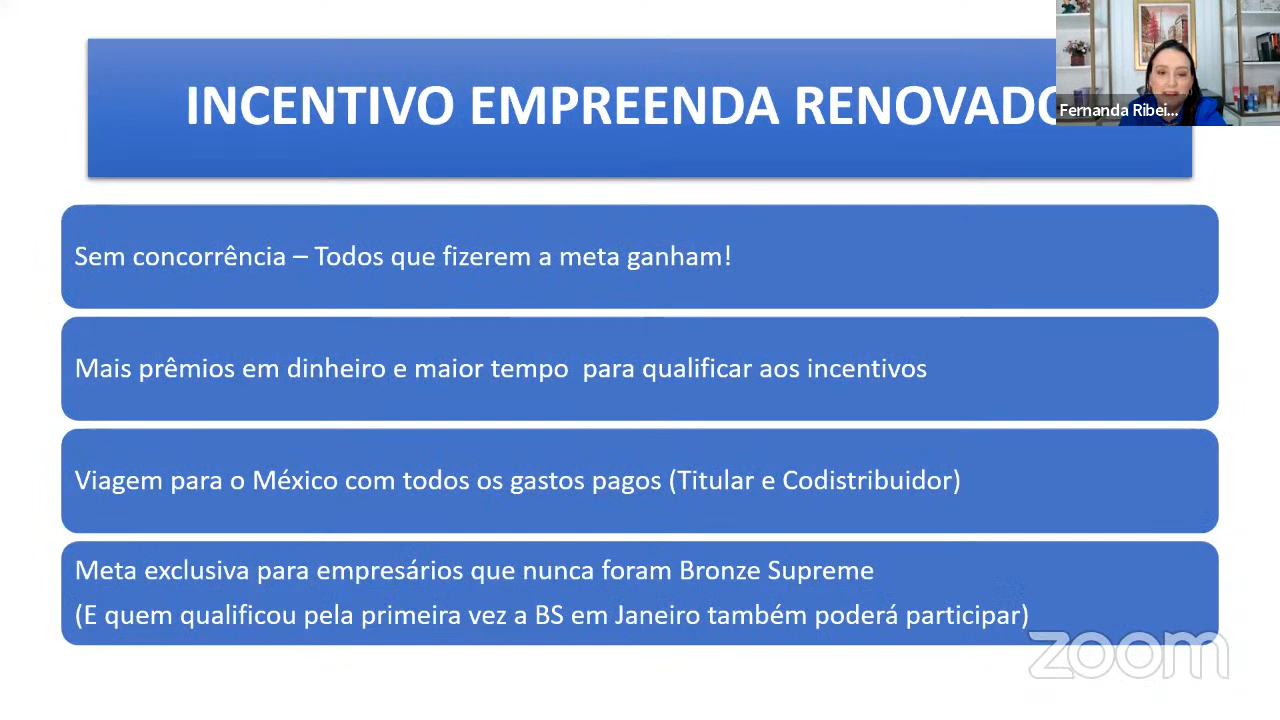 INCENTIVO EMPREENDA RENOVADO
Fernanda Ribei...
Sem concorrência – Todos que fizerem a meta ganham!
Mais prêmios em dinheiro e maior tempo para qualificar aos incentivos
Viagem para o México com todos os gastos pagos (Titular e Codistribuidor)
Meta exclusiva para empresários que nunca foram Bronze Supreme
(E quem qualificou pela primeira vez a BS em Janeiro também poderá participar)
zoom